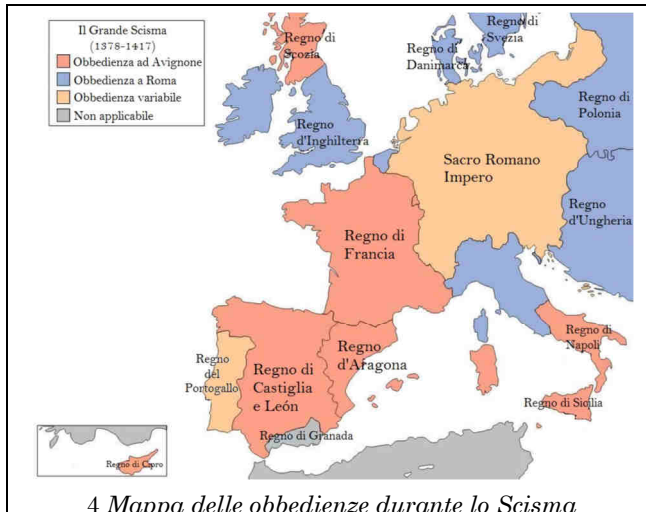 Il Grande Scisma
(1378-1417)
Obbedienza ad Avignone
Obbedienza a Roma
Obbedienza variabile
Non applicabile
Regno di
Scozia
Regno di
Svezia
Regno di
Danimarca
Regno
d'Inghilterra
Regno di
Polonia
Sacro Romano
Impero
Regno
d'Ungheria
Regno di
Francia
Regno
del
Portogallo
Regno di
Castiglia
e León
Regno
d'Aragona
Regno di
Napoli
Regno di Sicilia
Regno di Granada
Regno di Cipro
4 Mappa delle obbedienze durante lo Scisma